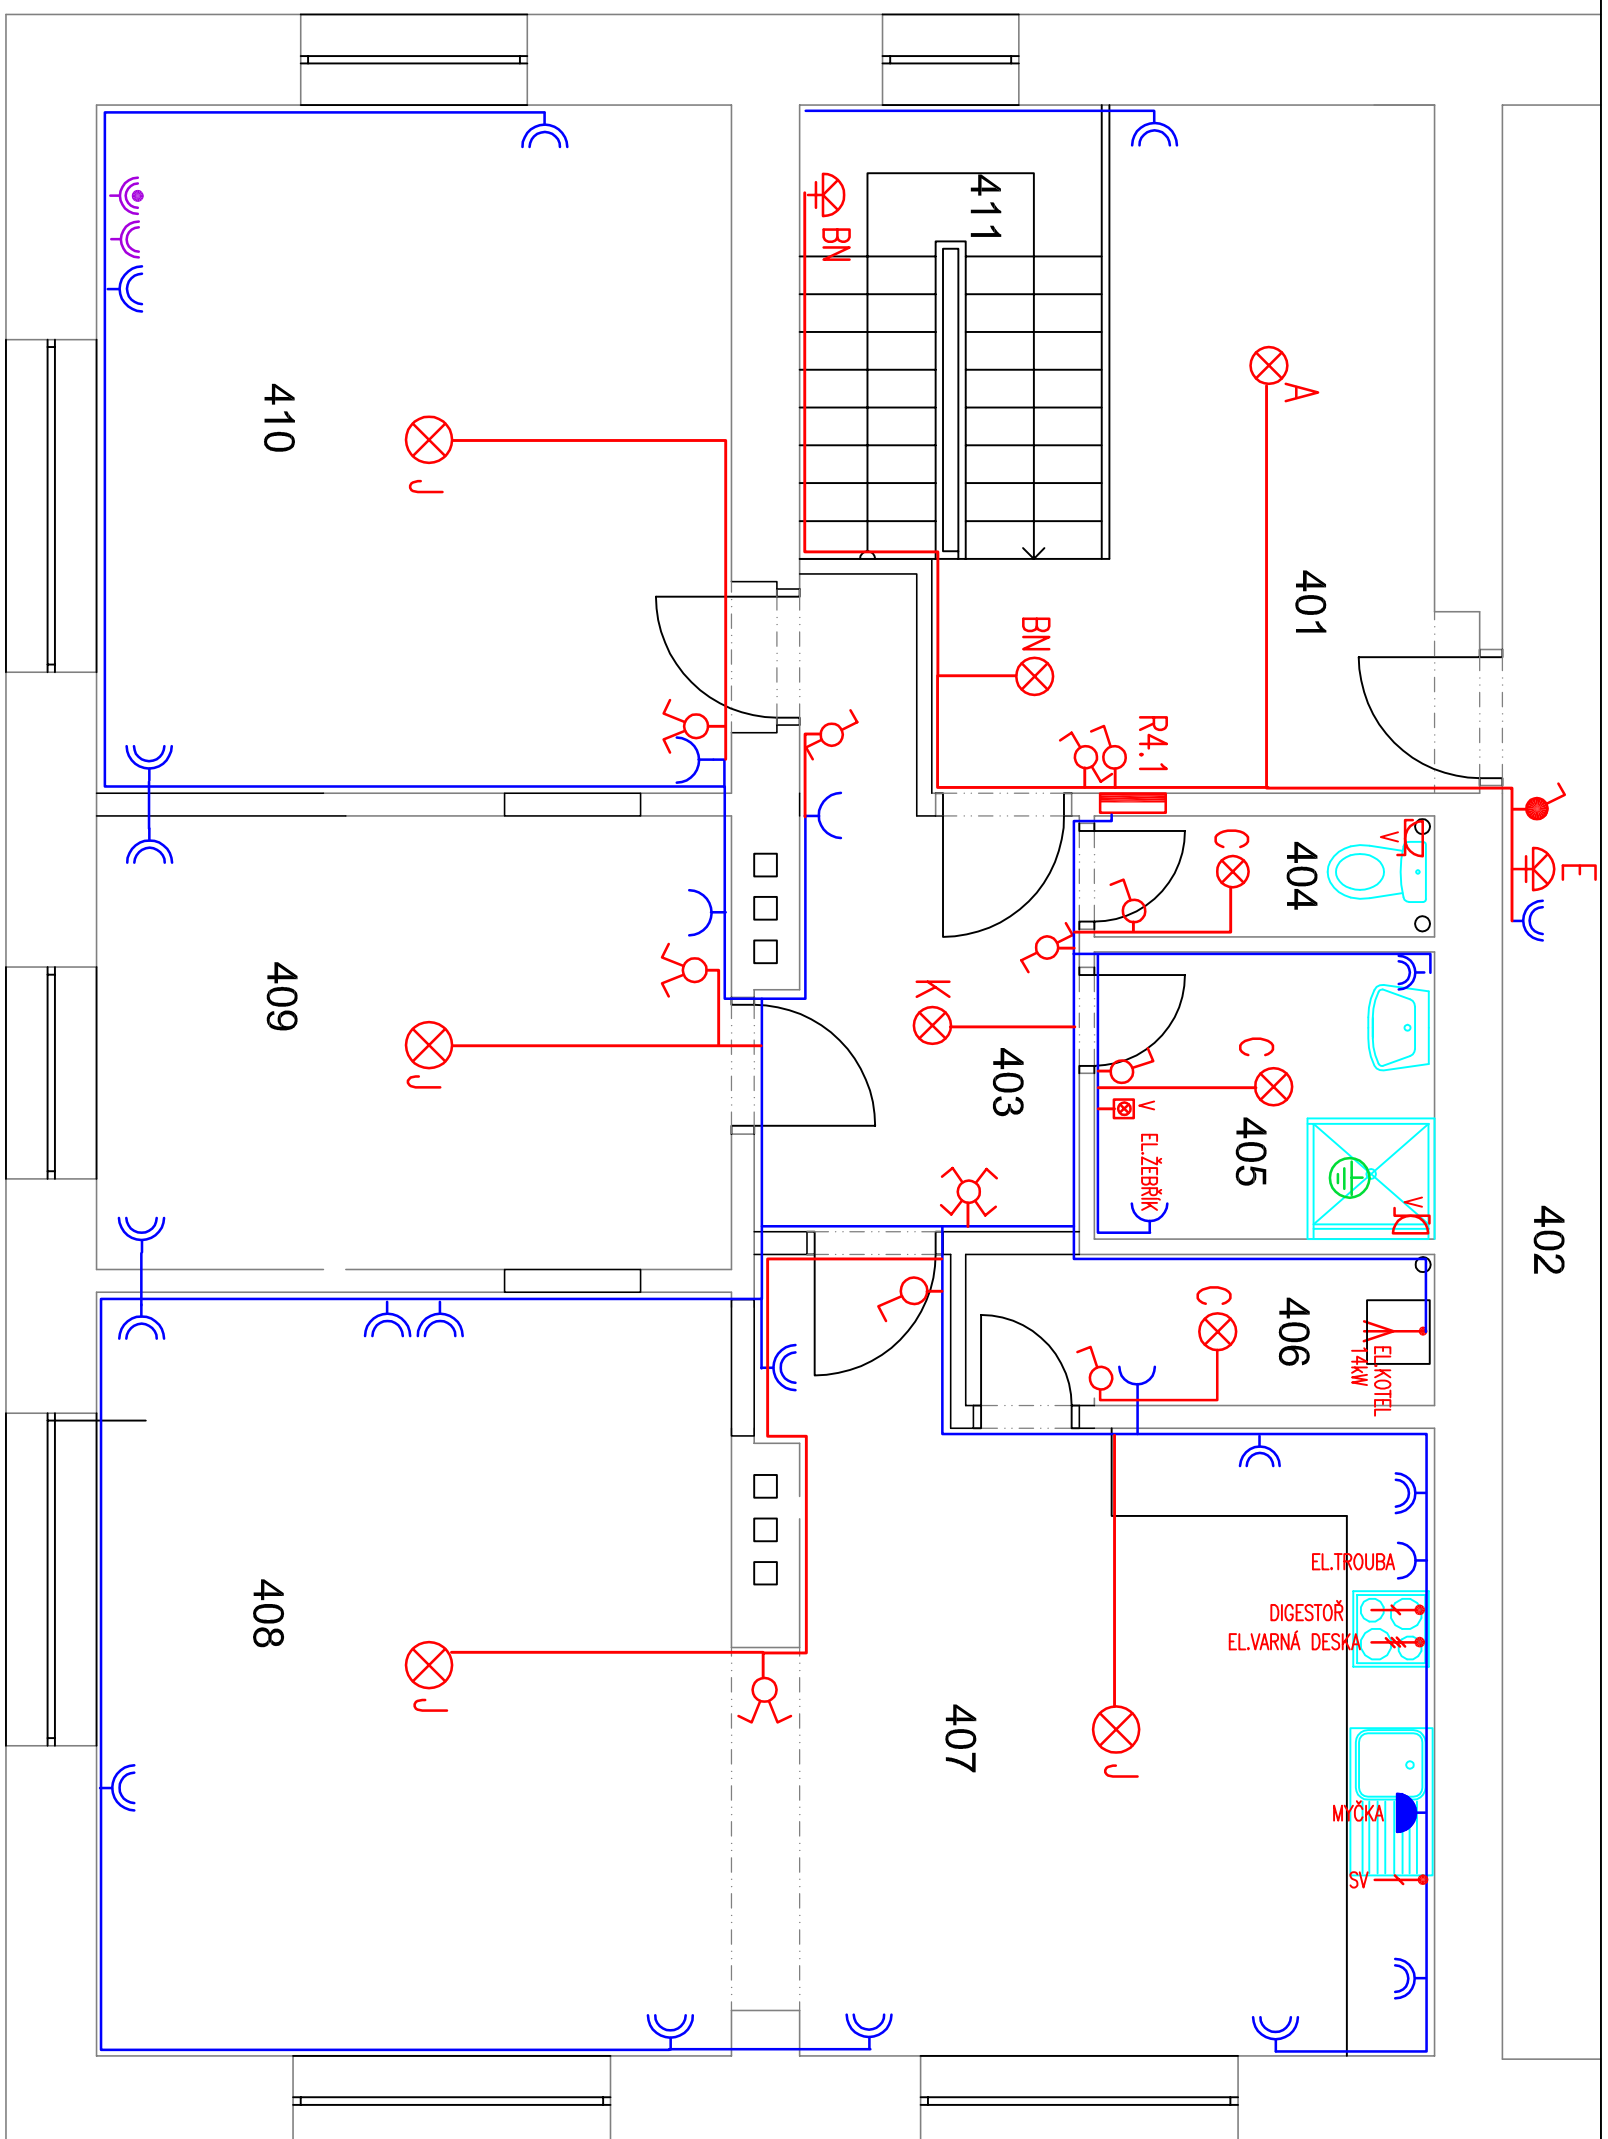 402
E
401
A
R4.1
BN
411
BN
404
C
V
405
C
V
EL.ŽEBŘÍK
V
406
C
EL.KOTEL
14kW
403
K
410
J
409
J
408
J
407
J
EL.TROUBA
DIGESTOŘ
EL.VARNÁ DESKA
MYČKA
SV